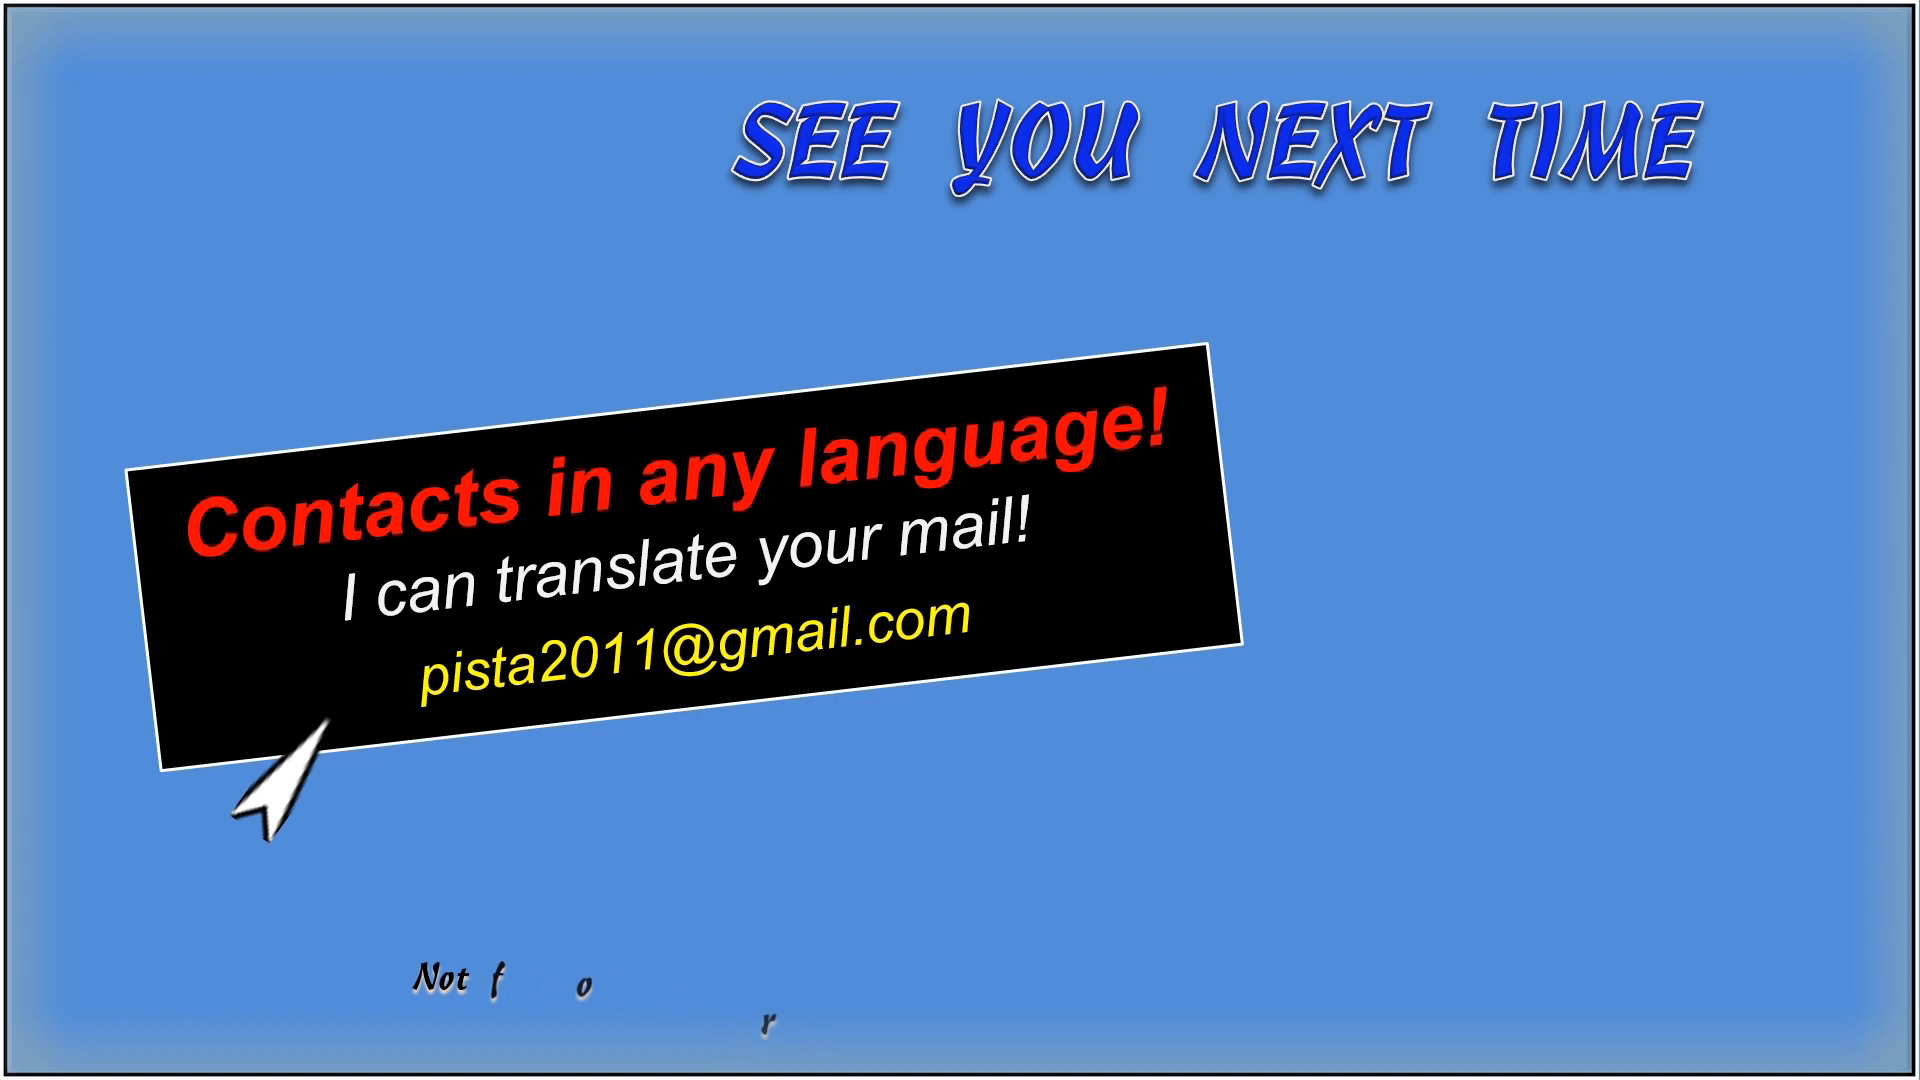 SEE YOU NEXT TIME
Contacts in any language!
I can translate your mail!
pista2011@gmail.com
Not